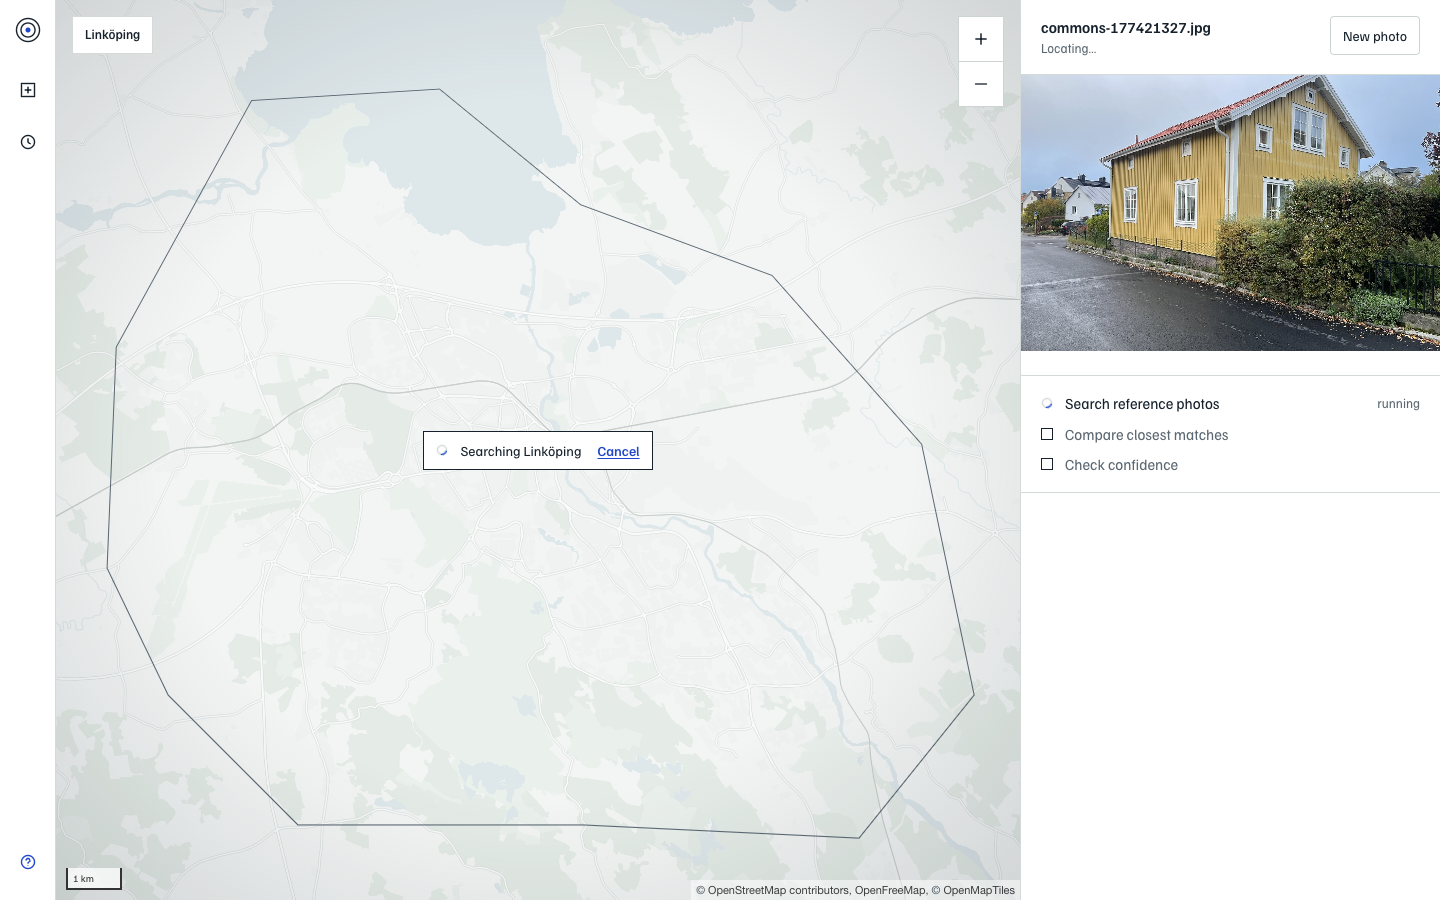 Linköping
Searching Linköping Cancel
1 km
© OpenStreetMap contributors, OpenFreeMap, © OpenMapTiles
commons-177421327.jpg
Locating...
New photo
Search reference photos running
Compare closest matches
Check confidence